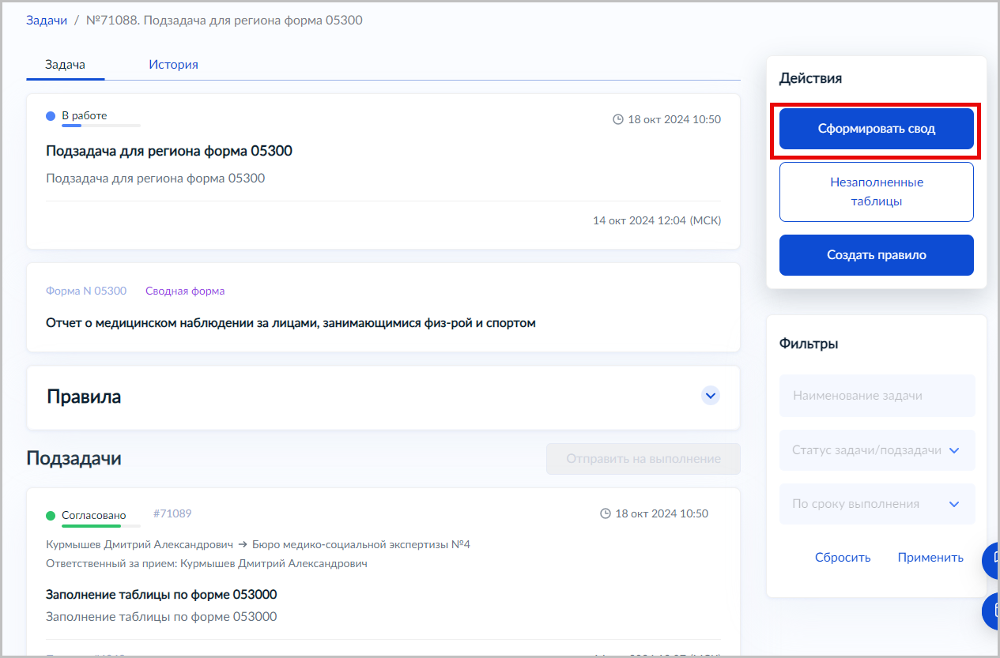 Задачи / №71088. Подзадача для региона форма 05300
Задача История
В работе
18 окт 2024 10:50
Подзадача для региона форма 05300
Подзадача для региона форма 05300
14 окт 2024 12:04 (МСК)
Форма N 05300 Сводная форма
Отчет о медицинском наблюдении за лицами, занимающимися физ-рой и спортом
Правила
Подзадачи
Отправить на выполнение
Согласовано #71089
18 окт 2024 10:50
Курмышев Дмитрий Александрович → Бюро медико-социальной экспертизы №4
Ответственный за прием: Курмышев Дмитрий Александрович
Заполнение таблицы по форме 053000
Заполнение таблицы по форме 053000
Действия
Сформировать свод
Незаполненные
таблицы
Создать правило
Фильтры
Наименование задачи
Статус задачи/подзадачи
По сроку выполнения
Сбросить Применить